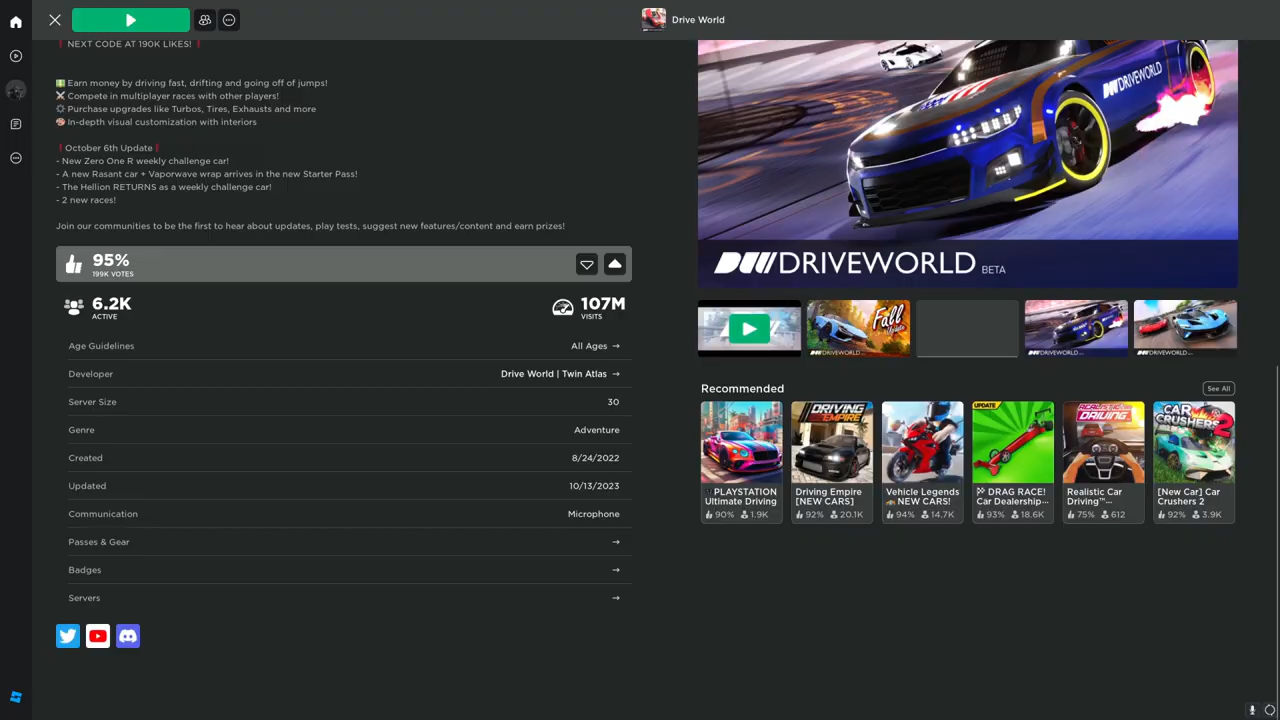 Drive World
❗ NEXT CODE AT 190K LIKES! ❗
💵 Earn money by driving fast, drifting and going off of jumps!
⚔ Compete in multiplayer races with other players!
⚙ Purchase upgrades like Turbos, Tires, Exhausts and more
🎨 In-depth visual customization with interiors
❗October 6th Update❗
- New Zero One R weekly challenge car!
- A new Rasant car + Vaporwave wrap arrives in the new Starter Pass!
- The Hellion RETURNS as a weekly challenge car!
- 2 new races!
Join our communities to be the first to hear about updates, play tests, suggest new features/content and earn prizes!
95%
199K VOTES
6.2K
ACTIVE
107M
VISITS
Age Guidelines All Ages →
Developer Drive World | Twin Atlas →
Server Size 30
Genre Adventure
Created 8/24/2022
Updated 10/13/2023
Communication Microphone
Passes & Gear →
Badges →
Servers →
DRIVEWORLD
DRIVEWORLD BETA
Fall
Update
DRIVEWORLD
DRIVEWORLD
DRIVEWORLD
Recommended See All
DRIVING
EMPIRE
UPDATE
REALISTIC
DRIVING
CAR
CRUSHERS
2
PLAYSTATION
Ultimate Driving
90% 1.9K
Driving Empire
[NEW CARS]
92% 20.1K
Vehicle Legends
NEW CARS!
94% 14.7K
🏁 DRAG RACE!
Car Dealership...
93% 18.6K
Realistic Car
Driving™...
75% 612
[New Car] Car
Crushers 2
92% 3.9K